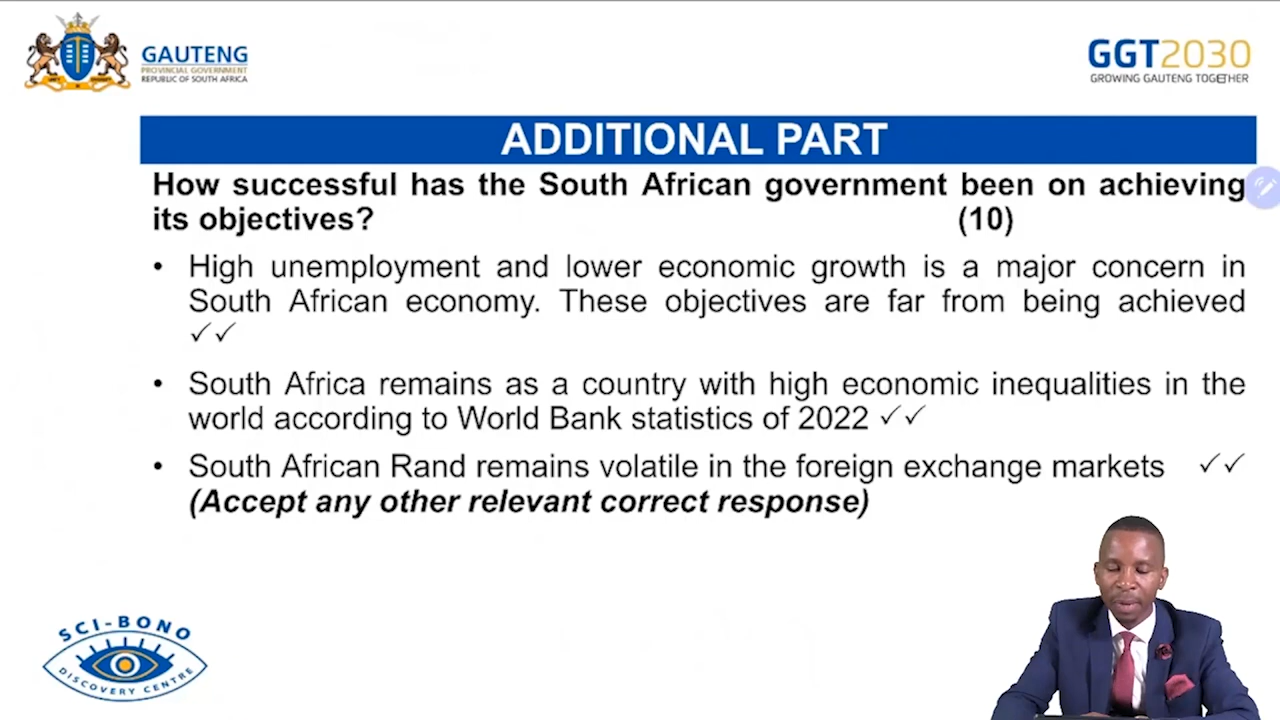 GAUTENG
PROVINCIAL GOVERNMENT
REPUBLIC OF SOUTH AFRICA
GGT2030
GROWING GAUTENG TOGETHER
ADDITIONAL PART
How successful has the South African government been on achieving
its objectives? (10)
• High unemployment and lower economic growth is a major concern in
South African economy. These objectives are far from being achieved
✓✓
• South Africa remains as a country with high economic inequalities in the
world according to World Bank statistics of 2022 ✓✓
• South African Rand remains volatile in the foreign exchange markets ✓✓
(Accept any other relevant correct response)
SCI-BONO
DISCOVERY CENTRE